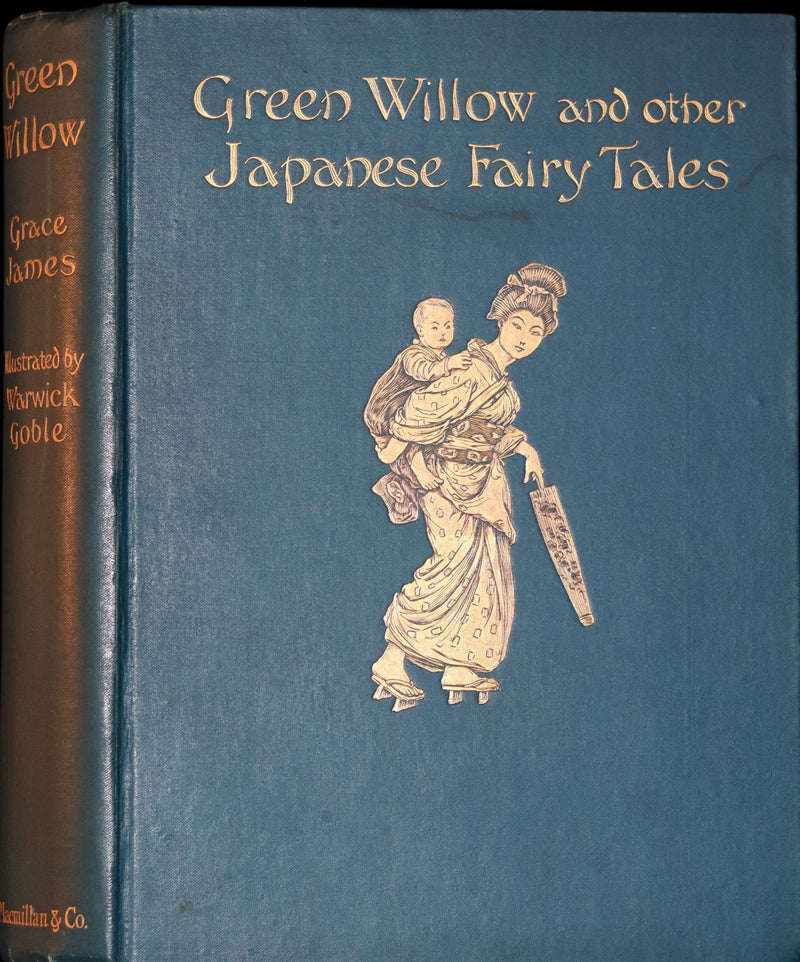 Green
Willow
Grace
James
Illustrated by
Warwick
Goble
Macmillan & Co.
Green Willow and other
Japanese Fairy Tales